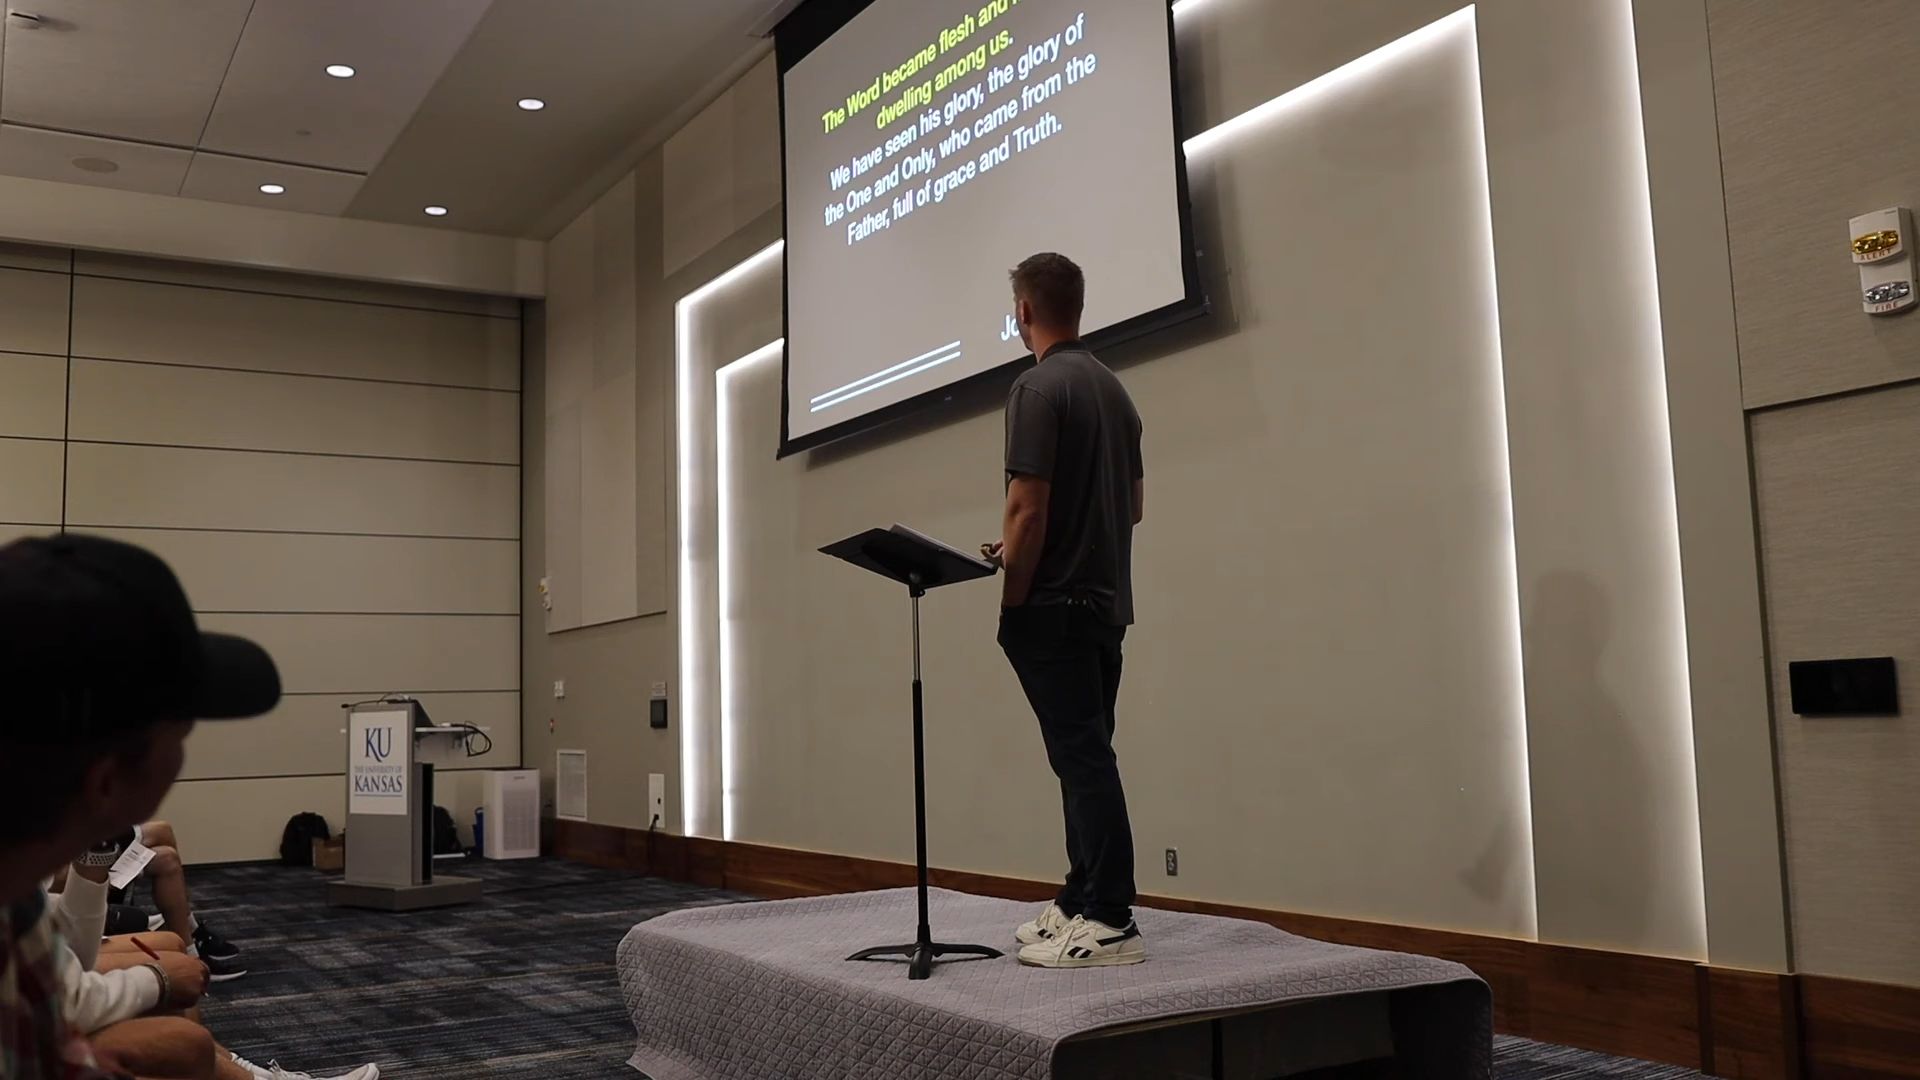 The Word became flesh and
dwelling among us.
We have seen his glory, the glory of
the One and Only, who came from the
Father, full of grace and Truth.
KU
THE UNIVERSITY OF
KANSAS
ALERT
FIRE